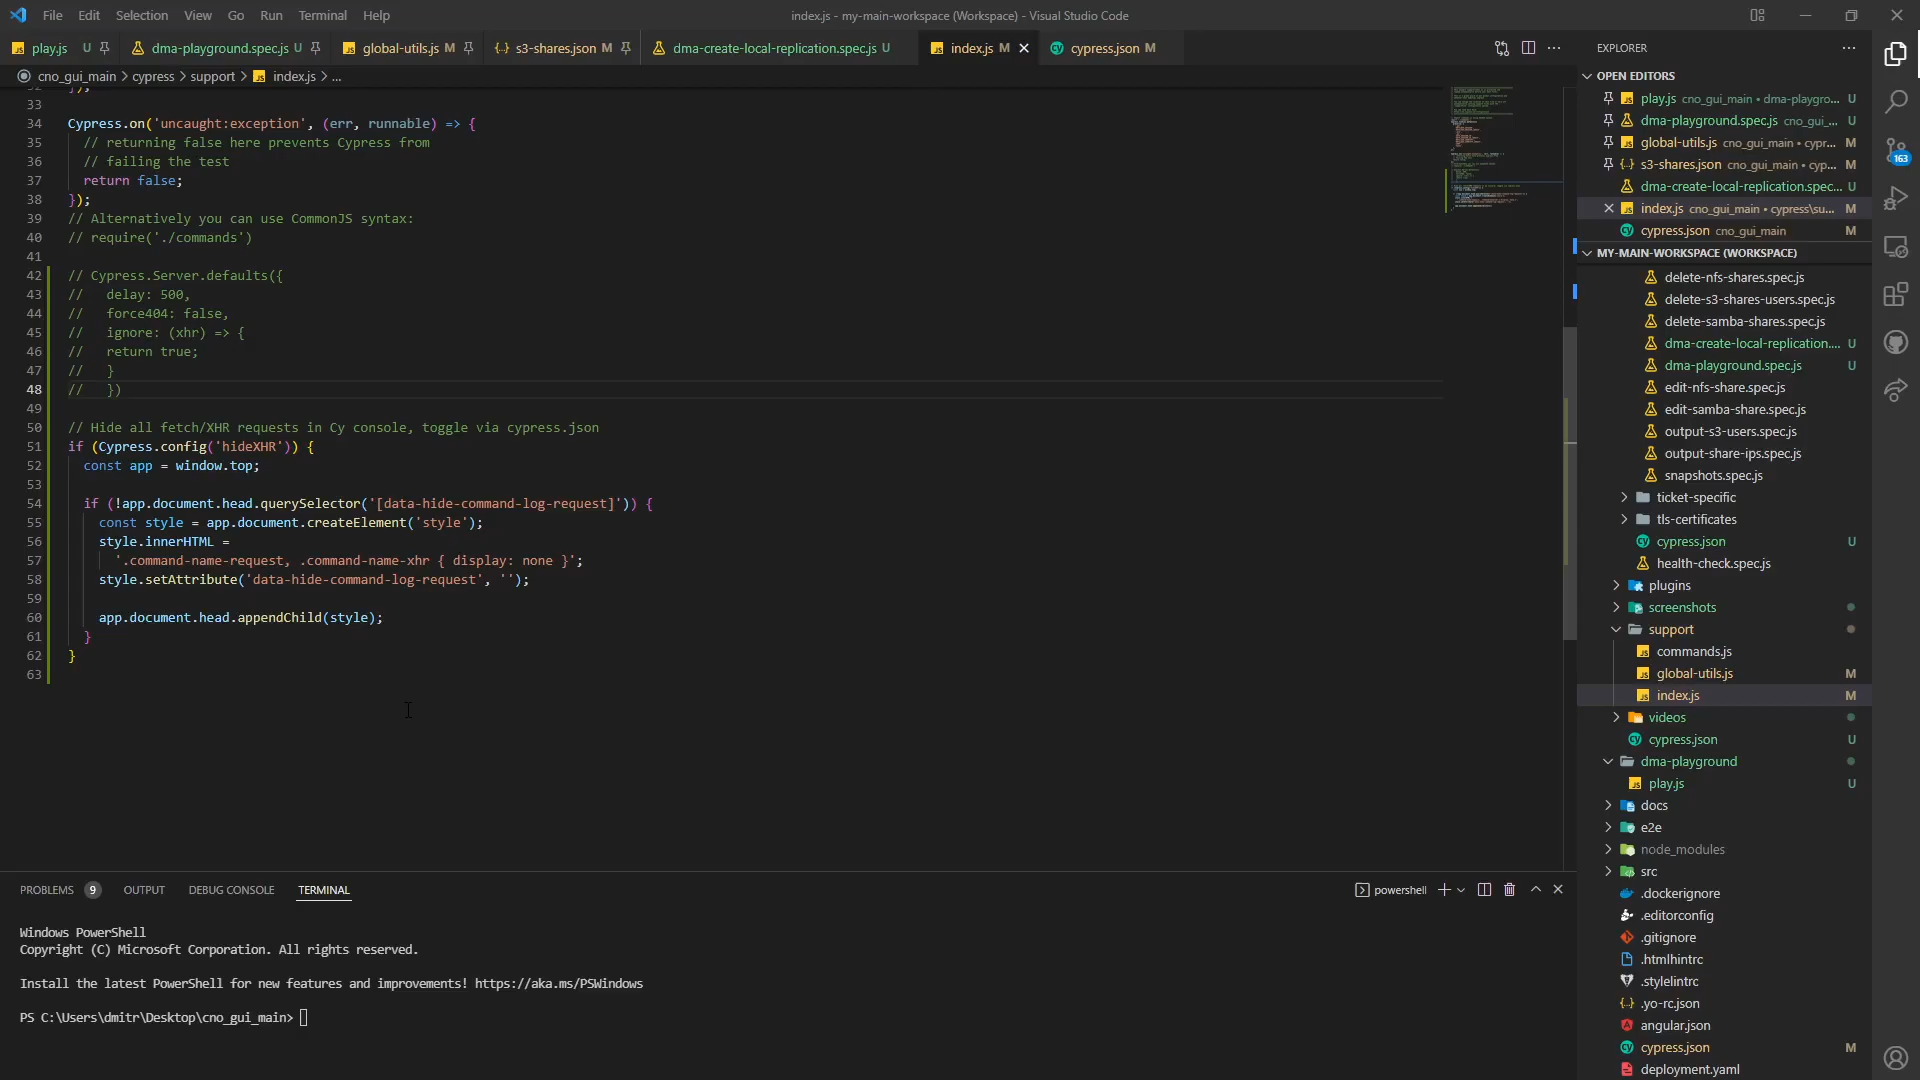 File Edit Selection View Go Run Terminal Help
index.js - my-main-workspace (Workspace) - Visual Studio Code
play.js U
dma-playground.spec.js U
global-utils.js M
s3-shares.json M
dma-create-local-replication.spec.js U
index.js M
cypress.json M
cno_gui_main > cypress > support > index.js > ...
32 });
33
34 Cypress.on('uncaught:exception', (err, runnable) => {
35 // returning false here prevents Cypress from
36 // failing the test
37 return false;
38 });
39 // Alternatively you can use CommonJS syntax:
40 // require('./commands')
41
42 // Cypress.Server.defaults({
43 //   delay: 500,
44 //   force404: false,
45 //   ignore: (xhr) => {
46 //   return true;
47 //   }
48 //   })
49
50 // Hide all fetch/XHR requests in Cy console, toggle via cypress.json
51 if (Cypress.config('hideXHR')) {
52 const app = window.top;
53
54 if (!app.document.head.querySelector('[data-hide-command-log-request]')) {
55 const style = app.document.createElement('style');
56 style.innerHTML =
57 '.command-name-request, .command-name-xhr { display: none }';
58 style.setAttribute('data-hide-command-log-request', '');
59
60 app.document.head.appendChild(style);
61 }
62 }
63
PROBLEMS 9 OUTPUT DEBUG CONSOLE TERMINAL
powershell
Windows PowerShell
Copyright (C) Microsoft Corporation. All rights reserved.
Install the latest PowerShell for new features and improvements! https://aka.ms/PSWindows
PS C:\Users\dmitr\Desktop\cno_gui_main>
EXPLORER
OPEN EDITORS
play.js cno_gui_main • dma-playgro... U
dma-playground.spec.js cno_gui_... U
global-utils.js cno_gui_main • cypr... M
s3-shares.json cno_gui_main • cypr... M
dma-create-local-replication.spec... U
index.js cno_gui_main • cypress\su... M
cypress.json cno_gui_main M
MY-MAIN-WORKSPACE (WORKSPACE)
delete-nfs-shares.spec.js
delete-s3-shares-users.spec.js
delete-samba-shares.spec.js
dma-create-local-replication.... U
dma-playground.spec.js U
edit-nfs-share.spec.js
edit-samba-share.spec.js
output-s3-users.spec.js
output-share-ips.spec.js
snapshots.spec.js
ticket-specific
tls-certificates
cypress.json U
health-check.spec.js
plugins
screenshots
support
commands.js
global-utils.js M
index.js M
videos
cypress.json U
dma-playground
play.js U
docs
e2e
node_modules
src
.dockerignore
.editorconfig
.gitignore
.htmlhintrc
.stylelintrc
.yo-rc.json
angular.json
cypress.json M
deployment.yaml
163